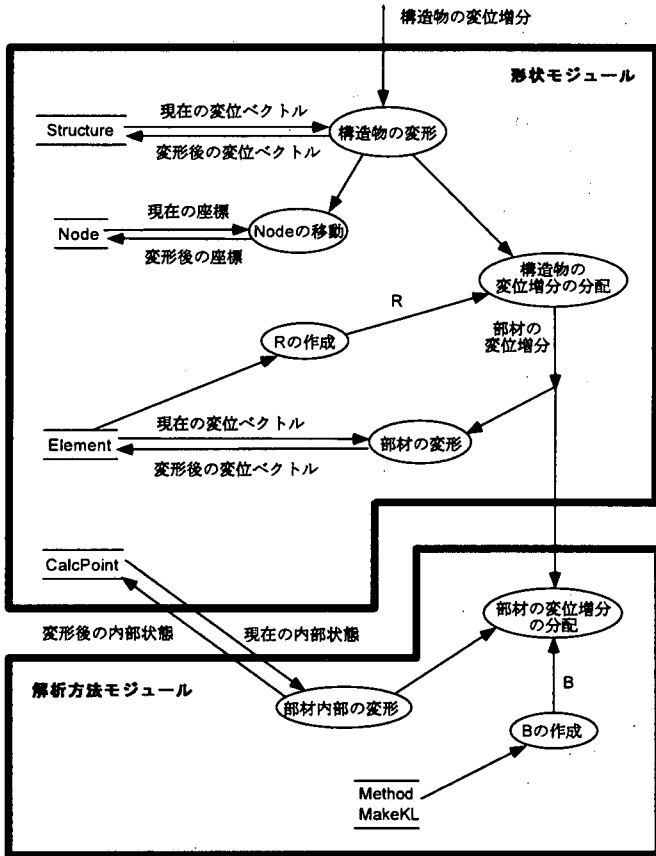 構造物の変位増分
形状モジュール
現在の変位ベクトル
Structure
構造物の変形
変形後の変位ベクトル
現在の座標
Node
Nodeの移動
変形後の座標
構造物の
変位増分の分配
R
部材の
変位増分
Rの作成
現在の変位ベクトル
Element
部材の変形
変形後の変位ベクトル
CalcPoint
部材の変位増分
の分配
変形後の内部状態
現在の内部状態
解析方法モジュール
B
部材内部の変形
Bの作成
Method
MakeKL